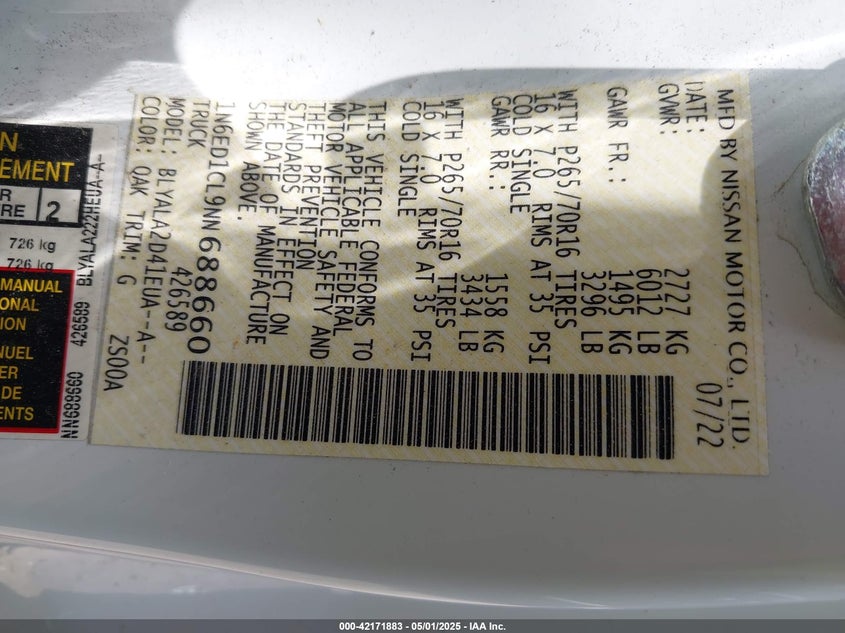 MFD BY NISSAN MOTOR CO., LTD.
DATE: 07/22
GVWR: 2727 KG
6012 LB
GAWR FR.: 1495 KG
3296 LB
WITH P265/70R16 TIRES
16 X 7.0 RIMS AT 35 PSI
COLD SINGLE
GAWR RR.: 1558 KG
3434 LB
WITH P265/70R16 TIRES
16 X 7.0 RIMS AT 35 PSI
COLD SINGLE
THIS VEHICLE CONFORMS TO
ALL APPLICABLE FEDERAL
MOTOR VEHICLE SAFETY AND
THEFT PREVENTION
STANDARDS IN EFFECT ON
THE DATE OF MANUFACTURE
SHOWN ABOVE.
1N6ED1CL9NN688660
TRUCK 426589
MODEL: BLYALA2D41EUA--A--
COLOR: QAK TRIM: G ZS00A
NN688660 426589 BLYALA222HEUA-A-
N
EMENT
R
RE 2
726 kg
726 kg
MANUAL
ONAL
ION
NUEL
ER
DE
MENTS
000-42171883 / 05/01/2025 - IAA Inc.